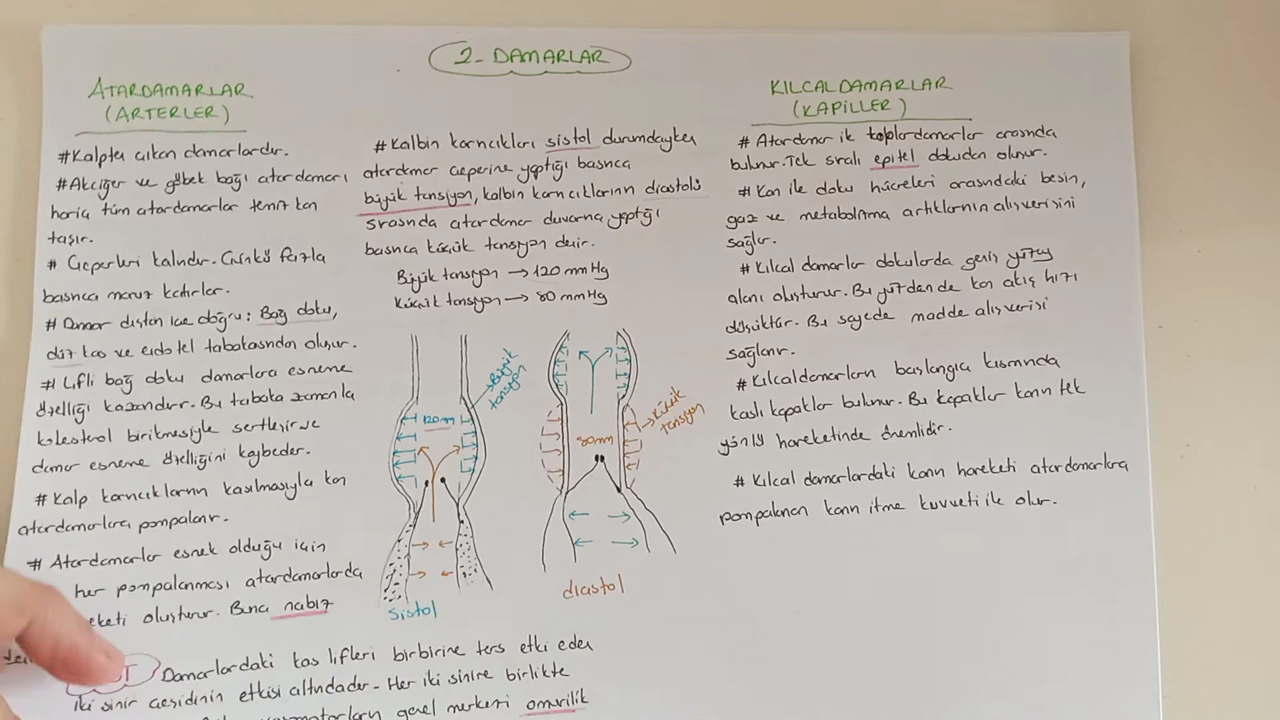 2- DAMARLAR
ATARDAMARLAR
(ARTERLER)
#Kalpten çıkan damarlardır.
#Akciğer ve göbek bağı atardamarı
hariç tüm atardamarlar temiz kan
taşır.
# Çeperleri kalındır. Çünkü fazla
basınca maruz kalırlar.
# Damar dıştan içe doğru: Bağ doku,
düz kas ve endotel tabakasından oluşur.
# Lifli bağ doku damarlara esneme
özelliği kazandırır. Bu tabaka zamanla
kolesterol birikmesiyle sertleşir ve
damar esneme özelliğini kaybeder.
# Kalp karıncıklarının kasılmasıyla kan
atardamarlara pompalanır.
# Atardamarlar esnek olduğu için
her pompalanması atardamarlarda
eketi oluşturur. Buna nabız
#Kalbin karıncıkları sistol durumundayken
atardamar çeperine yaptığı basınca
büyük tansiyon, kalbin karıncıklarının diastolü
sırasında atardamar duvarına yaptığı
basınca küçük tansiyon denir.
Büyük tansiyon → 120 mmHg
Küçük tansiyon → 80 mmHg
Büyük
tansiyon
120mm
sistol
Küçük
tansiyon
80mm
diastol
KILCALDAMARLAR
(KAPİLLER)
# Atardamar ile toplardamarlar arasında
bulunur. Tek sıralı epitel dokudan oluşur.
# Kan ile doku hücreleri arasındaki besin,
gaz ve metabolizma artıklarının alışverişini
sağlar.
# Kılcal damarlar dokularda geniş yüzey
alanı oluşturur. Bu yüzden de kan akış hızı
düşüktür. Bu sayede madde alışverişi
sağlanır.
# Kılcaldamarların başlangıç kısmında
kaslı kapaklar bulunur. Bu kapaklar kanın tek
yönlü hareketinde önemlidir.
# Kılcal damarlardaki kanın hareketi atardamarlara
pompalanan kanın itme kuvveti ile olur.
Damarlardaki kas lifleri birbirine ters etki eden
iki sinir çeşidinin etkisi altındadır. Her iki sinire birlikte
genel merkezi omurilik